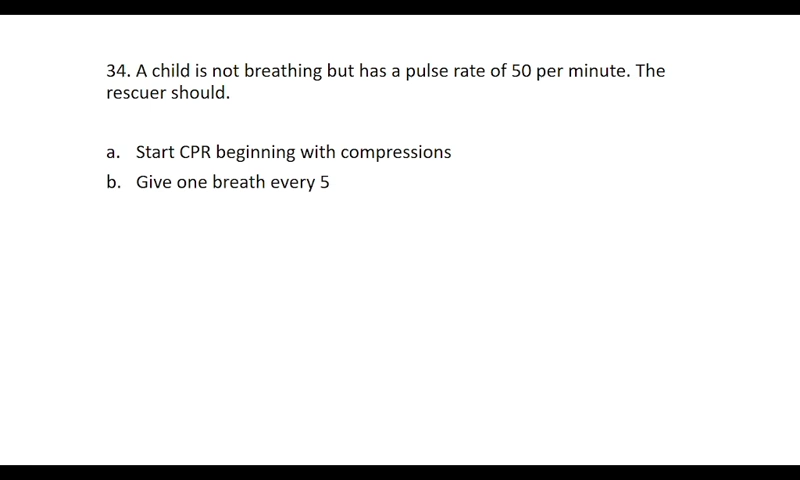 34. A child is not breathing but has a pulse rate of 50 per minute. The
rescuer should.
a. Start CPR beginning with compressions
b. Give one breath every 5